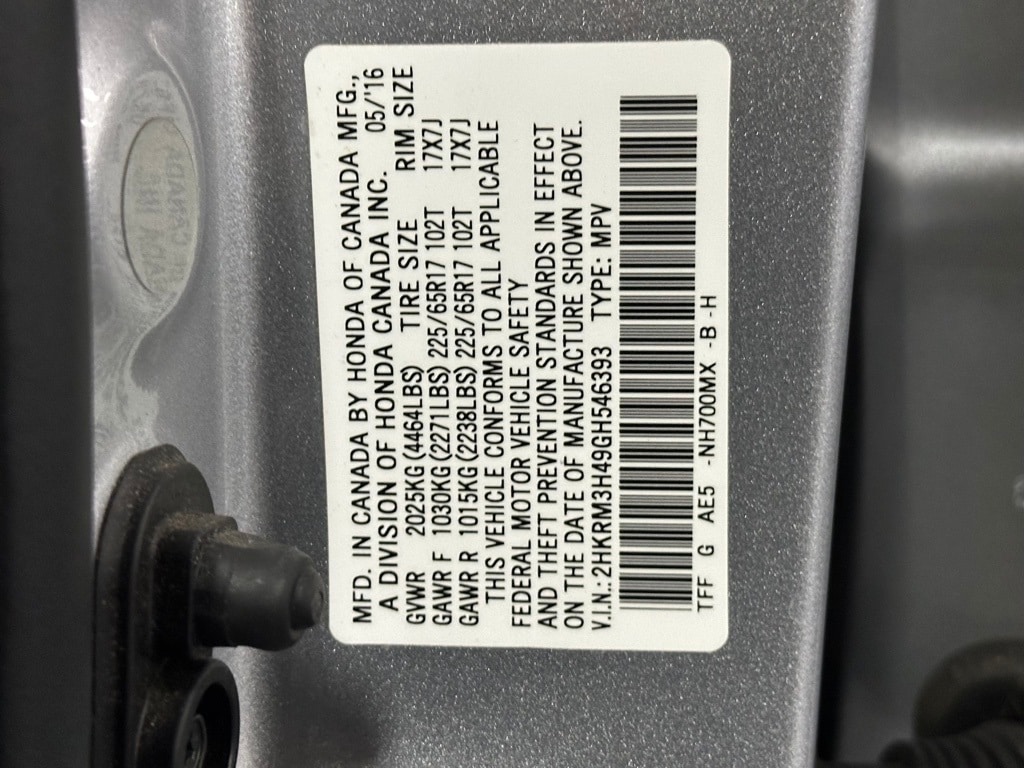 MFD. IN CANADA BY HONDA OF CANADA MFG.,
A DIVISION OF HONDA CANADA INC. 05/'16
GVWR 2025KG(4464LBS) TIRE SIZE RIM SIZE
GAWR F 1030KG(2271LBS) 225/65R17 102T 17X7J
GAWR R 1015KG(2238LBS) 225/65R17 102T 17X7J
THIS VEHICLE CONFORMS TO ALL APPLICABLE
FEDERAL MOTOR VEHICLE SAFETY
AND THEFT PREVENTION STANDARDS IN EFFECT
ON THE DATE OF MANUFACTURE SHOWN ABOVE.
V.I.N.:2HKRM3H49GH546393 TYPE: MPV
TFF G AE5 -NH700MX -B -H